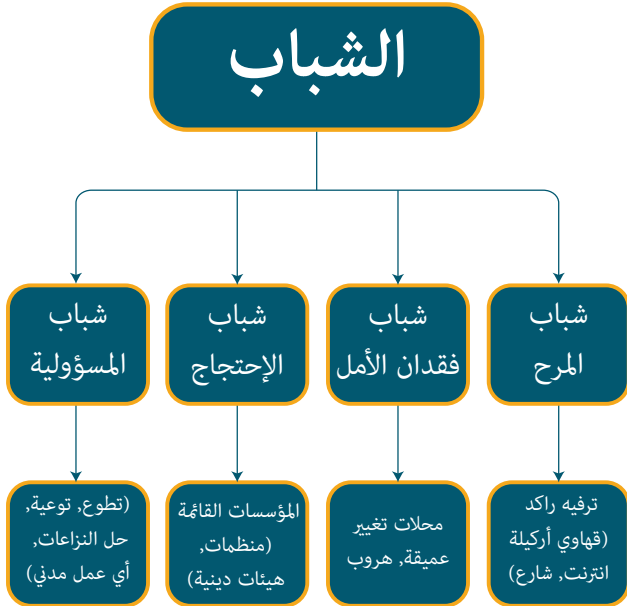 الشباب
شباب
المرح
شباب
فقدان الأمل
شباب
الإحتجاج
شباب
المسؤولية
ترفيه راكد
(قهاوي أركيلة
انترنت, شارع)
محلات تغيير
عميقة, هروب
المؤسسات القائمة
(منظمات,
هيئات دينية)
(تطوع, توعية,
حل النزاعات,
أي عمل مدني)